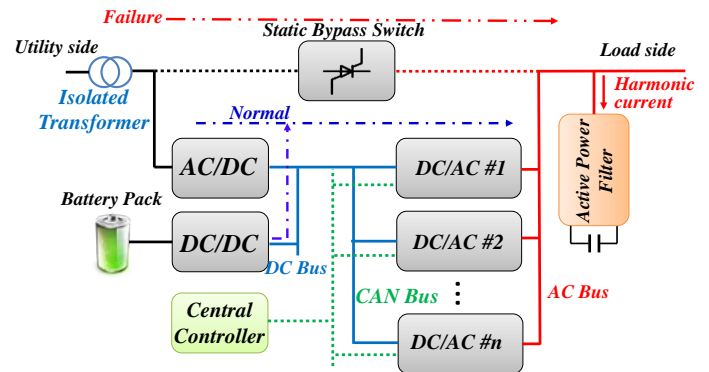 Failure
Static Bypass Switch
Utility side
Load side
Isolated
Transformer
Harmonic
current
Normal
Active Power
Filter
AC/DC
DC/AC #1
Battery Pack
DC/DC
DC/AC #2
DC Bus
CAN Bus
AC Bus
Central
Controller
DC/AC #n